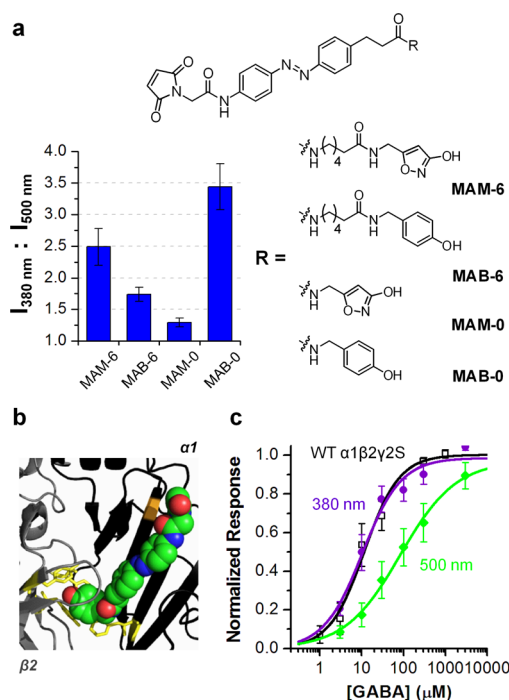 a
O
R
N
N
O
O
N
N
H
O
I380 nm : I500 nm
4.0
3.5
3.0
2.5
2.0
1.5
1.0
MAM-6
MAB-6
MAM-0
MAB-0
R =
O
N
H
4
N
H
O
N
OH
MAM-6
O
N
H
4
N
H
OH
MAB-6
N
H
O
N
OH
MAM-0
N
H
OH
MAB-0
b
α1
β2
c
WT α1β2γ2S
380 nm
500 nm
Normalized Response
1.0
0.8
0.6
0.4
0.2
0.0
1 10 100 1000 10000
[GABA] (μM)